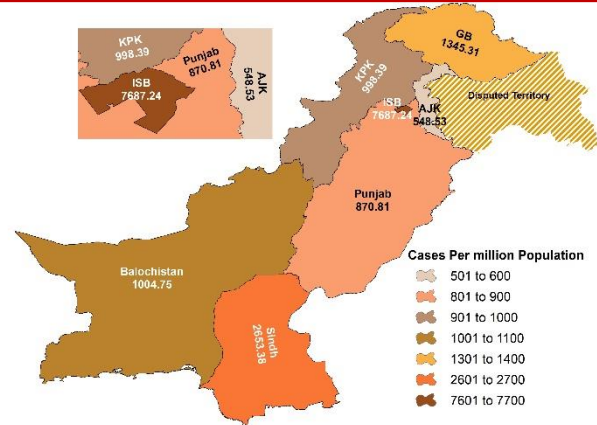 KPK
998.39
Punjab
870.81
ISB
7687.24
AJK
548.53
GB
1345.31
KPK
998.39
ISB
7687.24
AJK
548.53
Disputed Territory
Punjab
870.81
Balochistan
1004.75
Sindh
2653.38
Cases Per million Population
501 to 600
801 to 900
901 to 1000
1001 to 1100
1301 to 1400
2601 to 2700
7601 to 7700